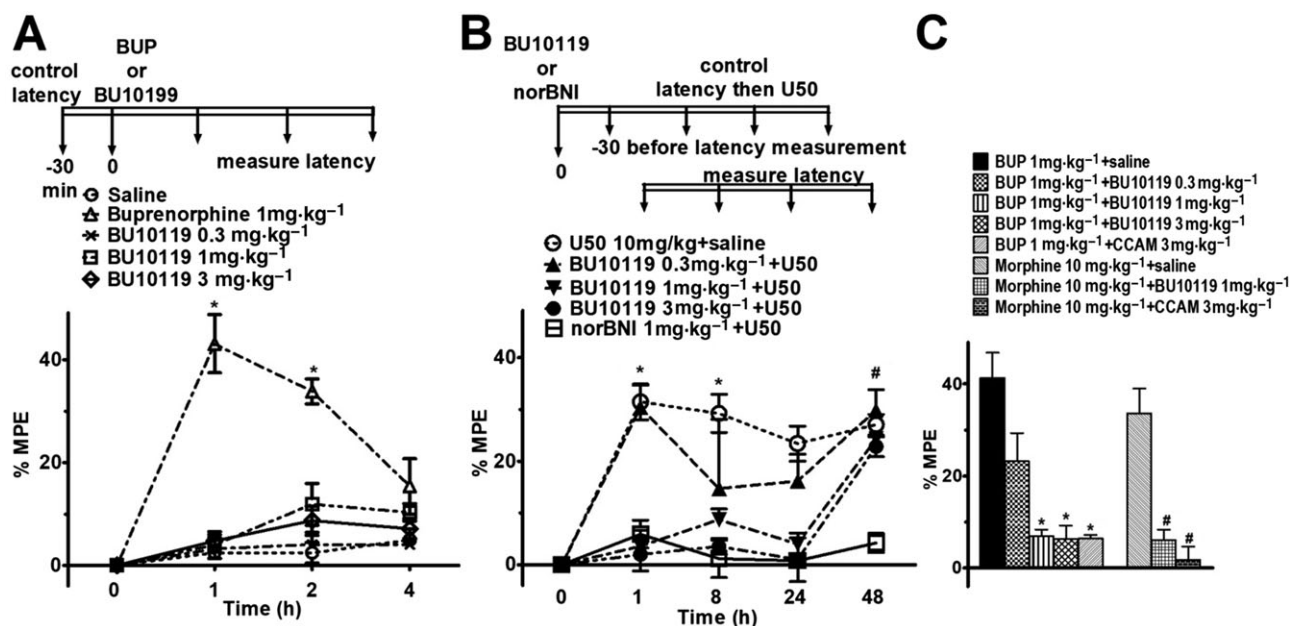 A
control
latency
BUP
or
BU10199
-30
min
0
measure latency
Saline
Buprenorphine 1mg·kg⁻¹
BU10119 0.3 mg·kg⁻¹
BU10119 1mg·kg⁻¹
BU10119 3 mg·kg⁻¹
*
*
% MPE
40
20
0
0 1 2 4
Time (h)
B
BU10119
or
norBNI
control
latency then U50
0
-30 before latency measurement
measure latency
U50 10mg/kg+saline
BU10119 0.3mg·kg⁻¹+U50
BU10119 1mg·kg⁻¹+U50
BU10119 3mg·kg⁻¹+U50
norBNI 1mg·kg⁻¹+U50
* * #
% MPE
40
20
0
0 1 8 24 48
Time (h)
C
BUP 1mg·kg⁻¹+saline
BUP 1mg·kg⁻¹+BU10119 0.3mg·kg⁻¹
BUP 1mg·kg⁻¹+BU10119 1mg·kg⁻¹
BUP 1mg·kg⁻¹+BU10119 3mg·kg⁻¹
BUP 1 mg·kg⁻¹+CCAM 3mg·kg⁻¹
Morphine 10 mg·kg⁻¹+saline
Morphine 10 mg·kg⁻¹+BU10119 1mg·kg⁻¹
Morphine 10 mg·kg⁻¹+CCAM 3mg·kg⁻¹
% MPE
40
20
0
* * * # #